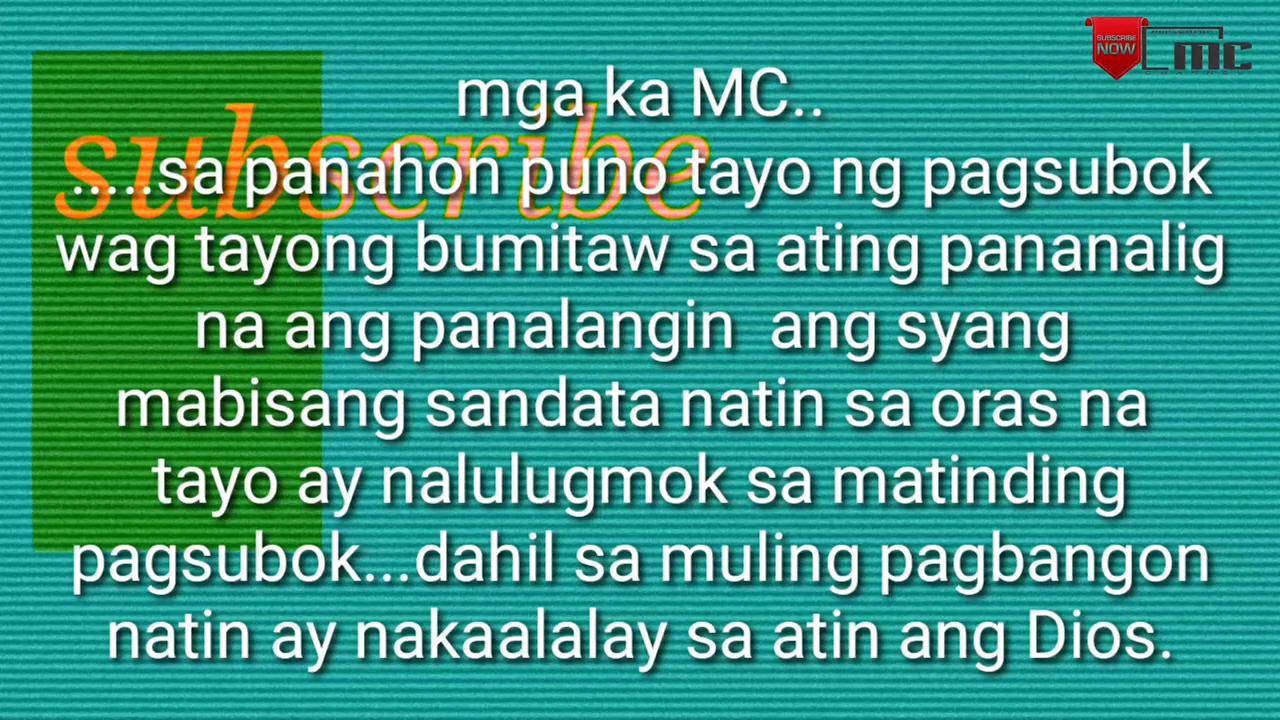 SUBSCRIBE
NOW
mc
subscribe
mga ka MC..
.....sa panahon puno tayo ng pagsubok
wag tayong bumitaw sa ating pananalig
na ang panalangin  ang syang
mabisang sandata natin sa oras na
tayo ay nalulugmok sa matinding
pagsubok...dahil sa muling pagbangon
natin ay nakaalalay sa atin ang Dios.